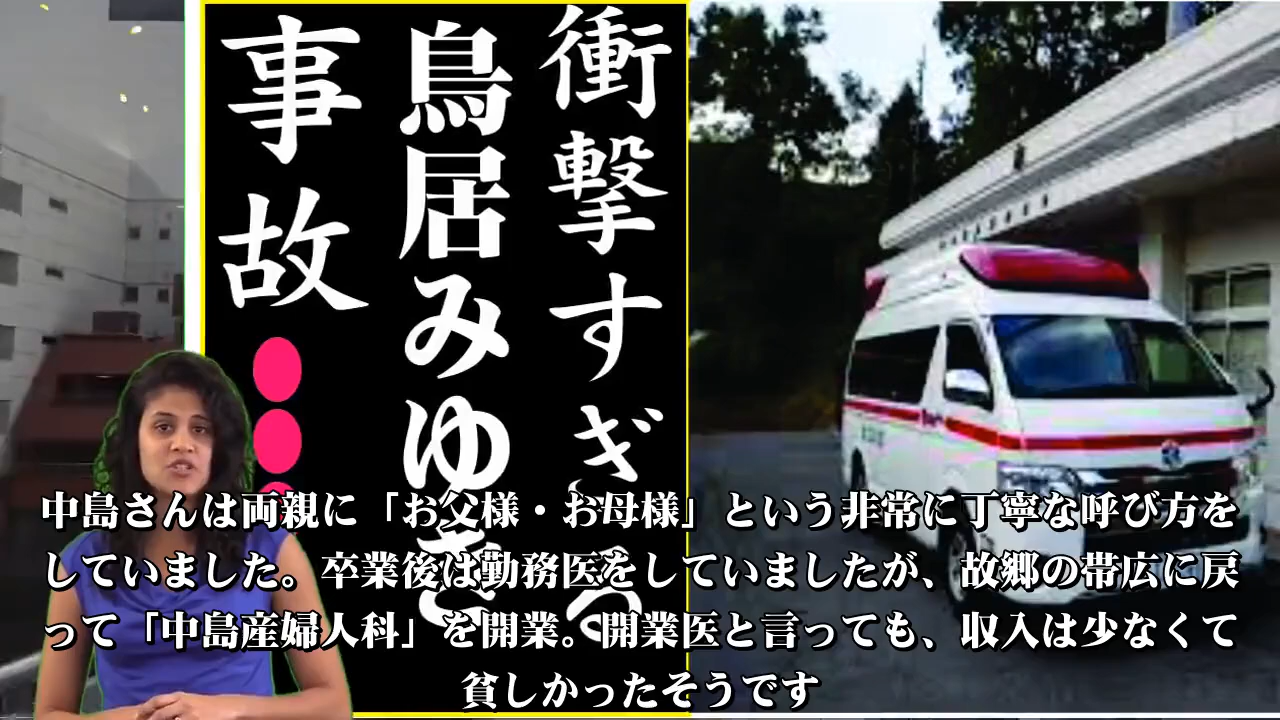 衝撃すぎる
鳥居みゆき
事故
中島さんは両親に「お父様・お母様」という非常に丁寧な呼び方を
していました。卒業後は勤務医をしていましたが、故郷の帯広に戻
って「中島産婦人科」を開業。開業医と言っても、収入は少なくて
貧しかったそうです